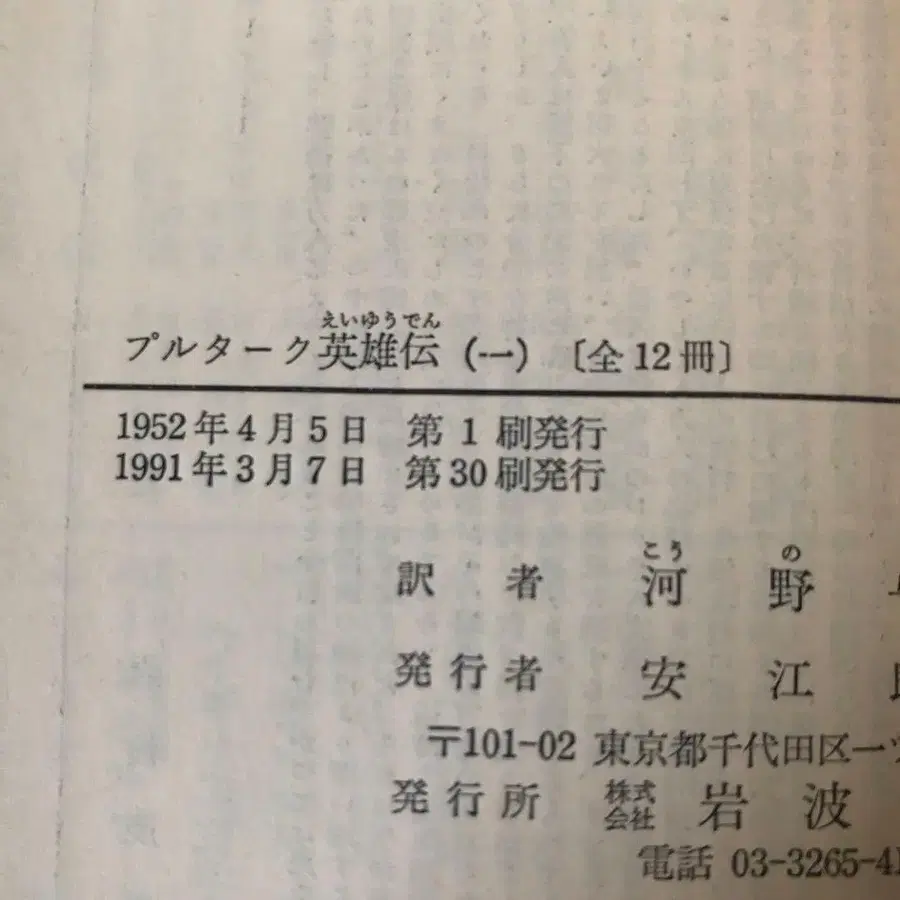 えいゆうでん
プルターク英雄伝 (一) 〔全12冊〕
1952年4月5日 第1刷発行
1991年3月7日 第30刷発行
こうの
訳者 河野
発行者 安江
〒101-02 東京都千代田区一ツ
発行所 株式会社 岩波
電話 03-3265-4